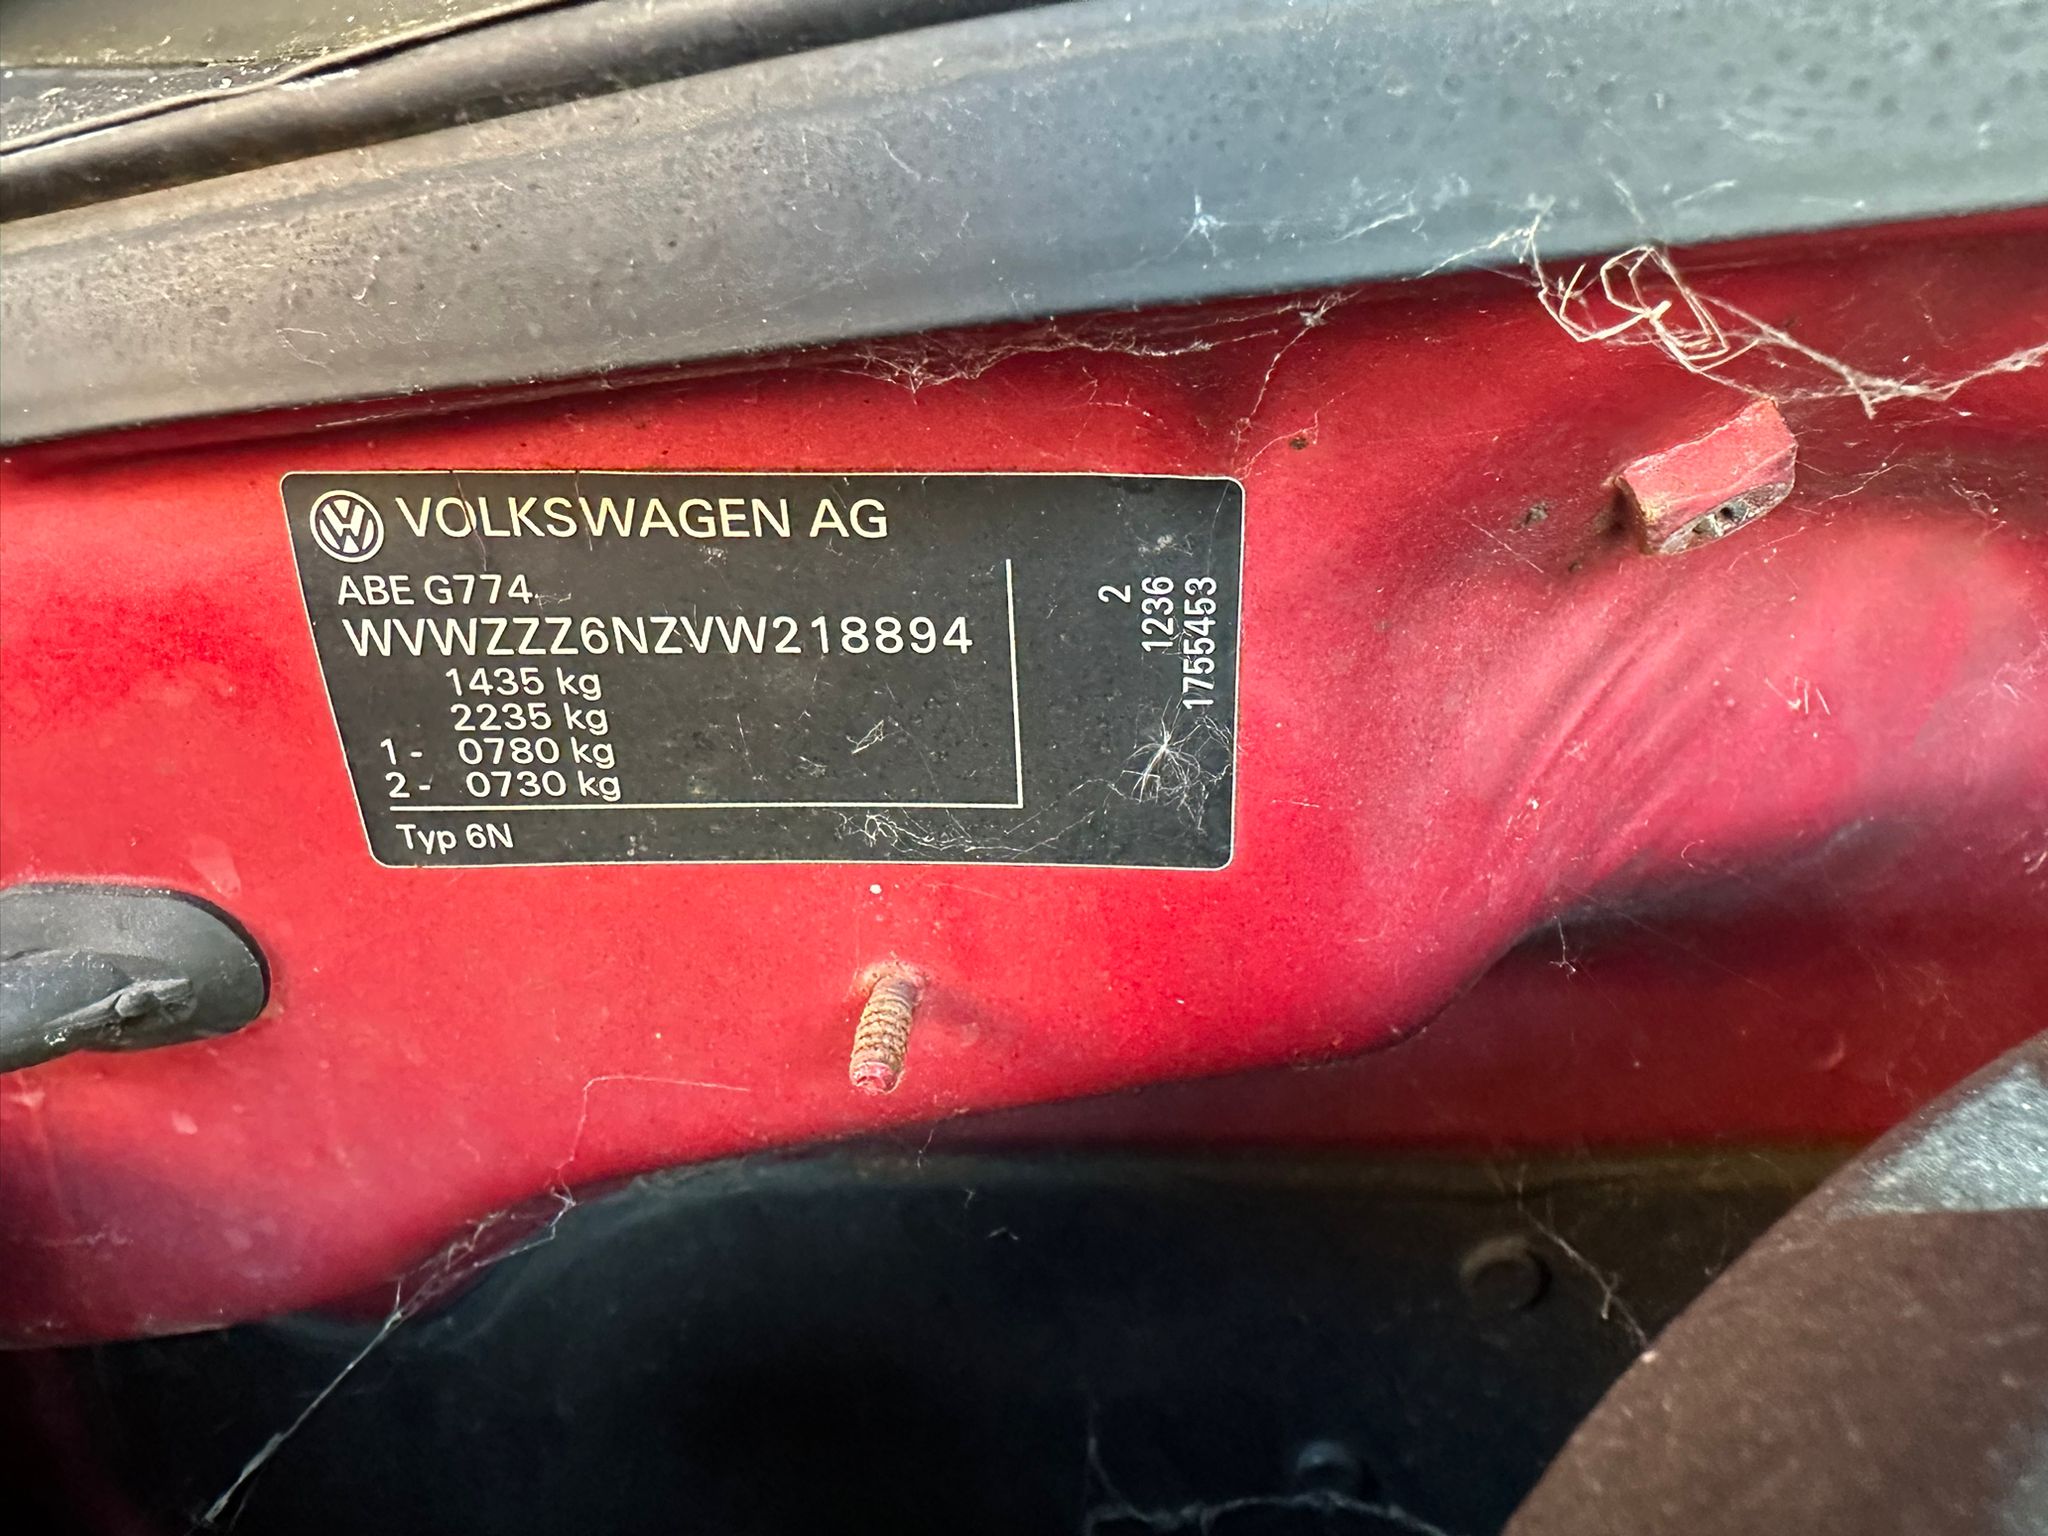 VOLKSWAGEN AG
ABE G774
WVWZZZ6NZVW218894
1435 kg
2235 kg
1- 0780 kg
2- 0730 kg
Typ 6N
2
1236
1755453